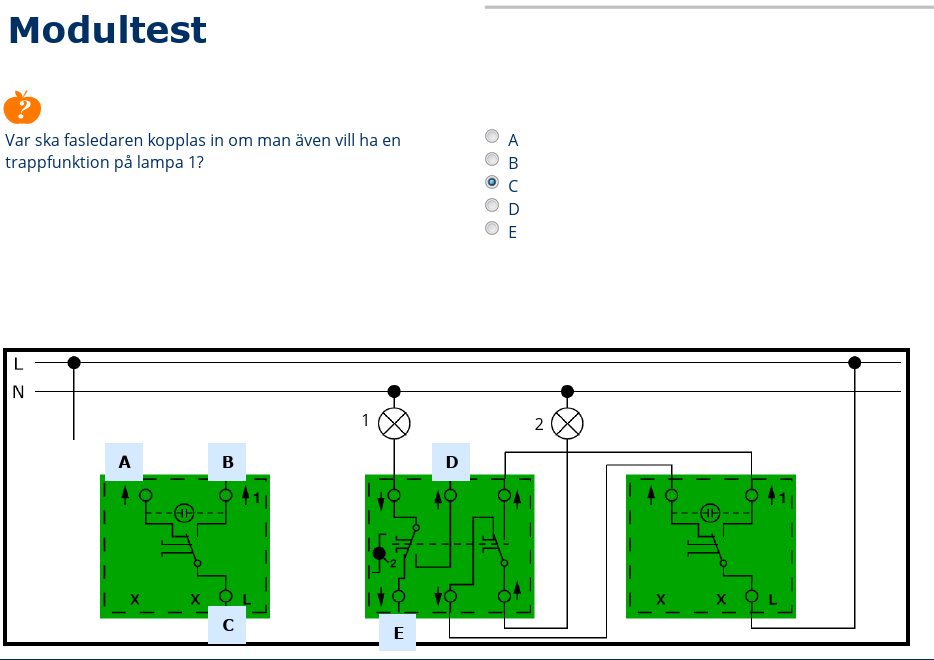 Modultest
?
Var ska fasledaren kopplas in om man även vill ha en
trappfunktion på lampa 1?
A
B
C
D
E
L
N
1
2
A
B
D
1
1
2
X
X
L
X
X
L
C
E